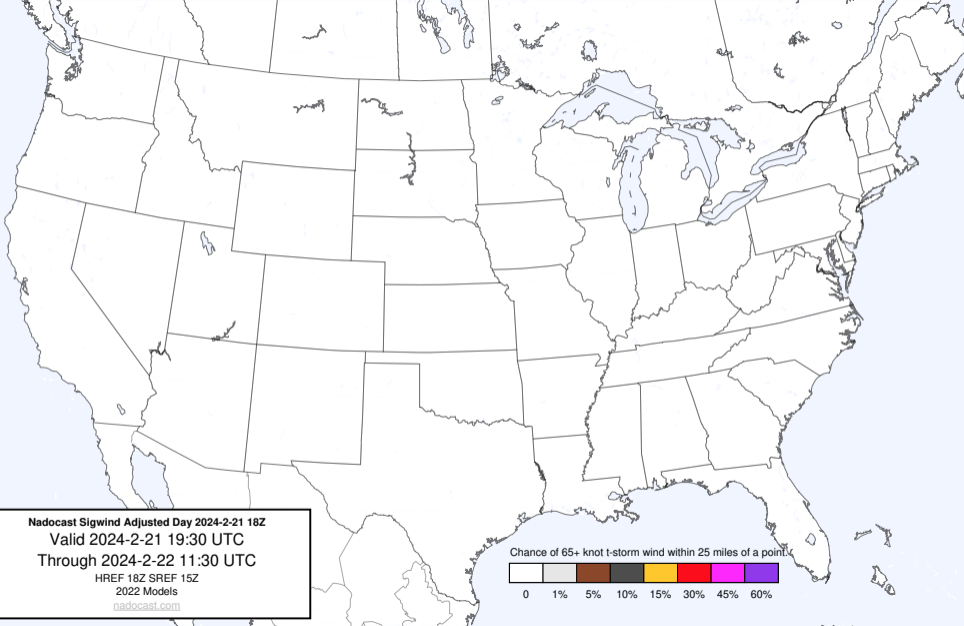 Nadocast Sigwind Adjusted Day 2024-2-21 18Z
Valid 2024-2-21 19:30 UTC
Through 2024-2-22 11:30 UTC
HREF 18Z SREF 15Z
2022 Models
nadocast.com
Chance of 65+ knot t-storm wind within 25 miles of a point.
0 1% 5% 10% 15% 30% 45% 60%